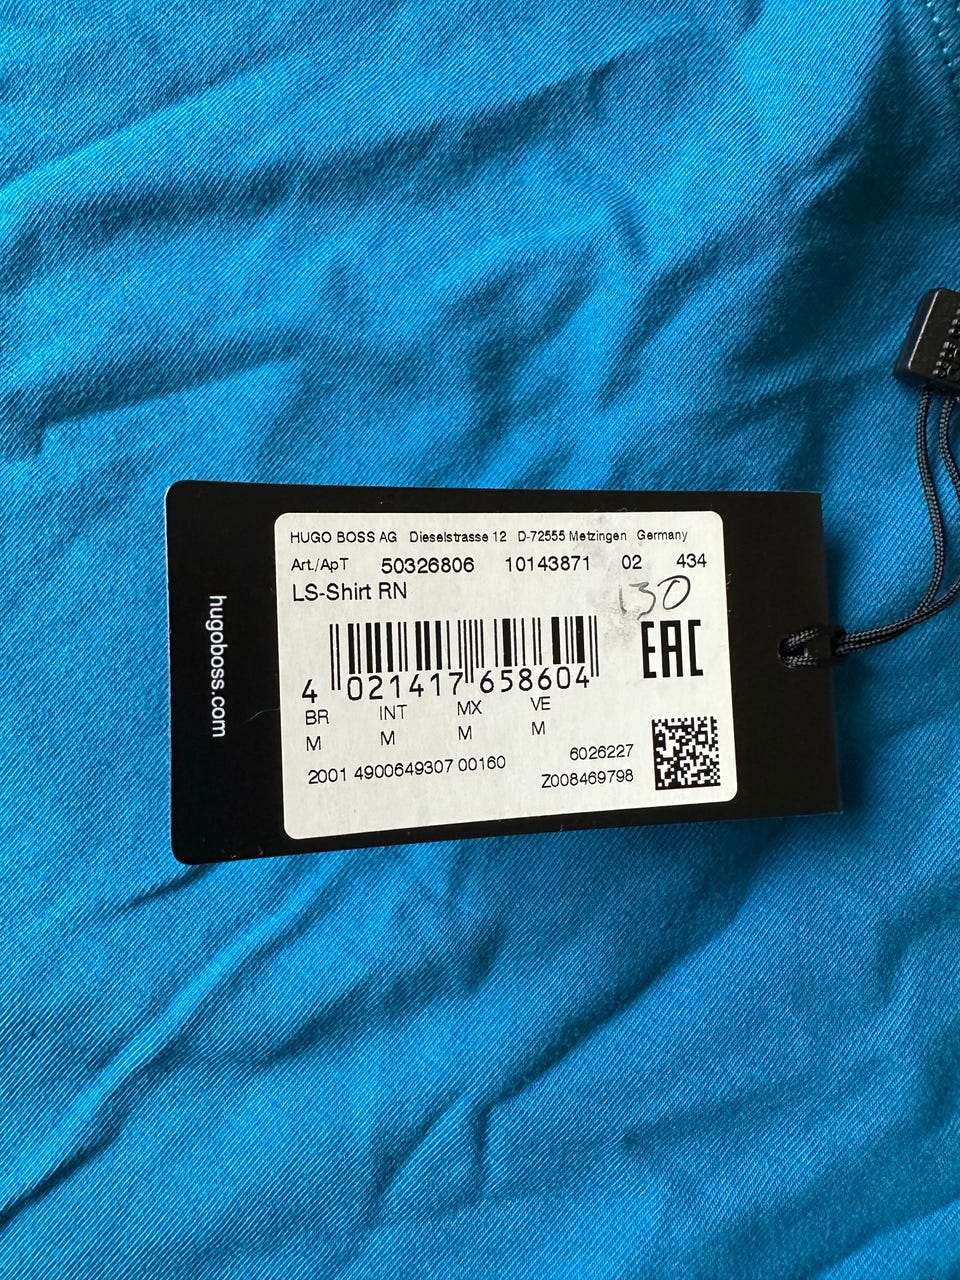 HUGO BOSS AG Dieselstrasse 12 D-72555 Metzingen Germany
Art./ApT 50326806 10143871 02 434
LS-Shirt RN
130
EAC
4 021417 658604
BR INT MX VE
M M M M
2001 4900649307 00160
6026227
Z008469798
hugoboss.com